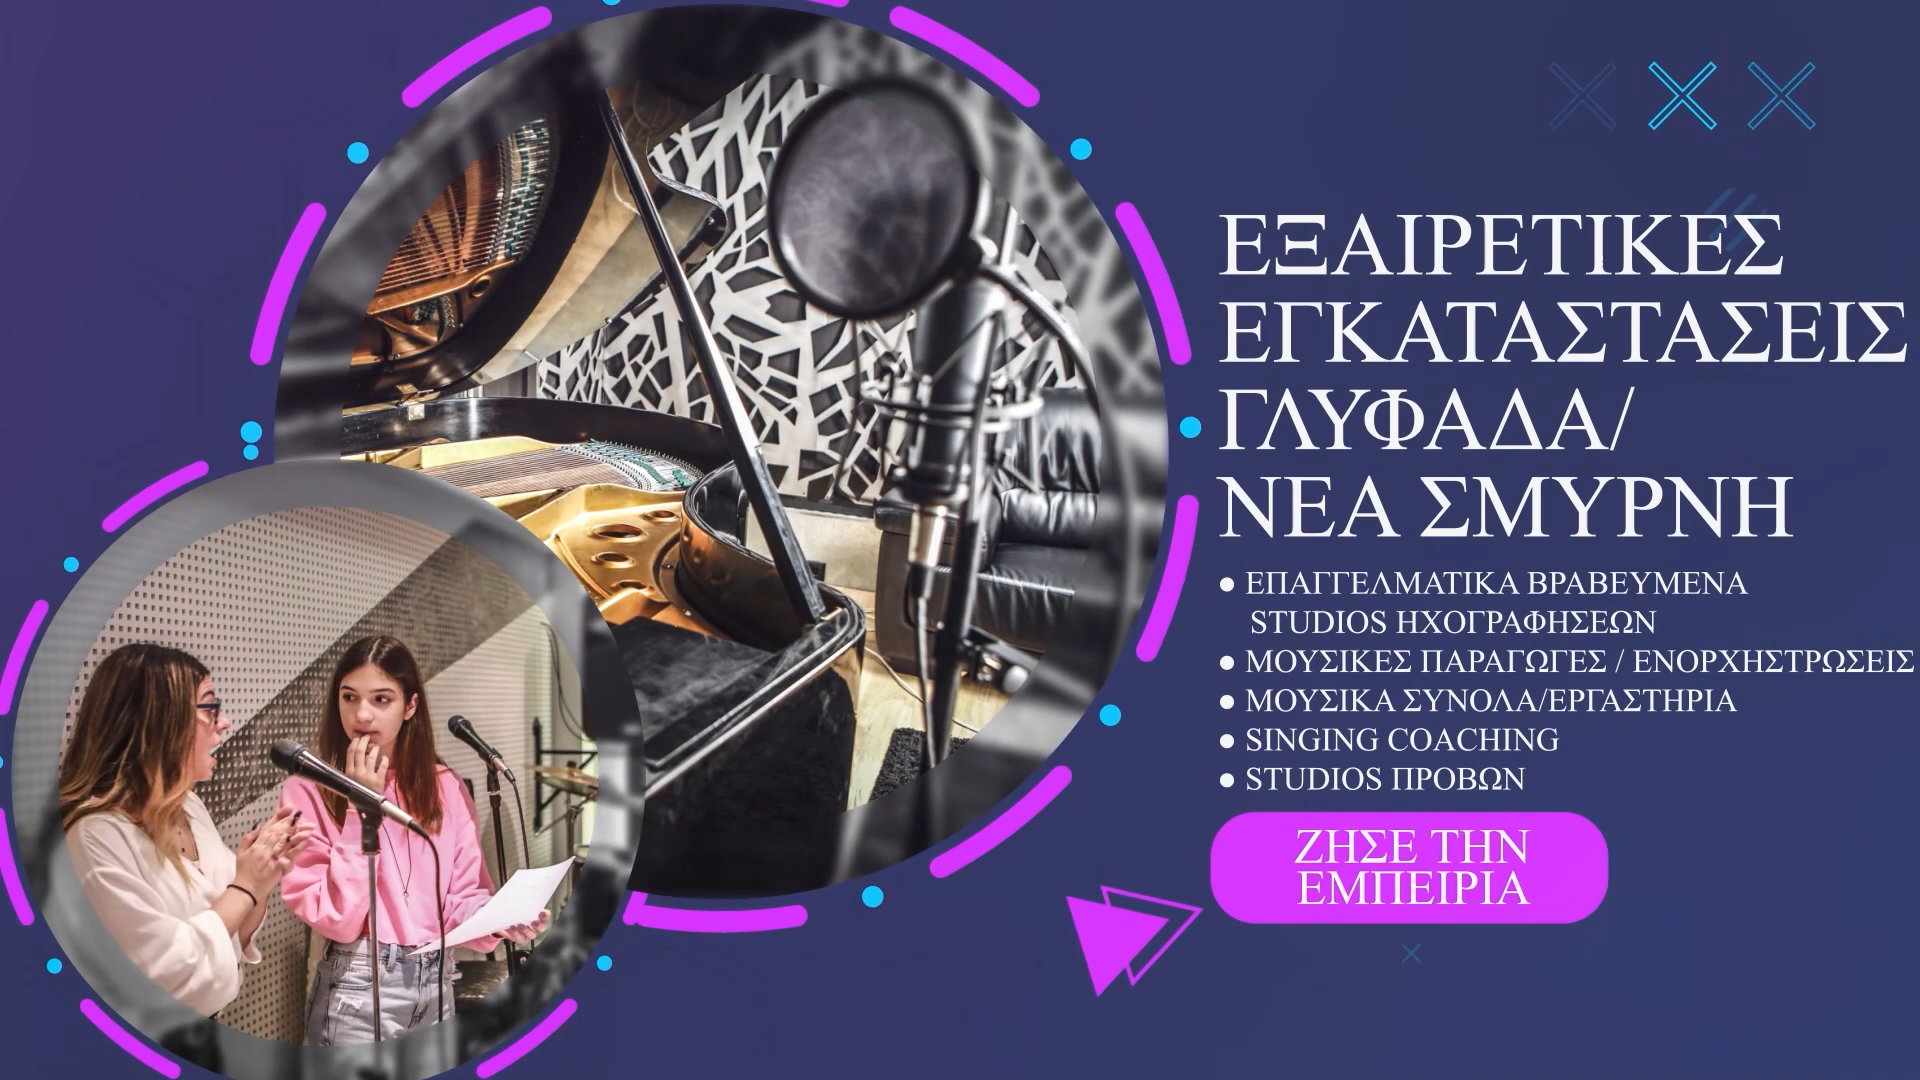 ΕΞΑΙΡΕΤΙΚΕΣ
ΕΓΚΑΤΑΣΤΑΣΕΙΣ
ΓΛΥΦΑΔΑ/
ΝΕΑ ΣΜΥΡΝΗ
● ΕΠΑΓΓΕΛΜΑΤΙΚΑ ΒΡΑΒΕΥΜΕΝΑ
STUDIOS ΗΧΟΓΡΑΦΗΣΕΩΝ
● ΜΟΥΣΙΚΕΣ ΠΑΡΑΓΩΓΕΣ / ΕΝΟΡΧΗΣΤΡΩΣΕΙΣ
● ΜΟΥΣΙΚΑ ΣΥΝΟΛΑ/ΕΡΓΑΣΤΗΡΙΑ
● SINGING COACHING
● STUDIOS ΠΡΟΒΩΝ
ΖΗΣΕ ΤΗΝ
ΕΜΠΕΙΡΙΑ